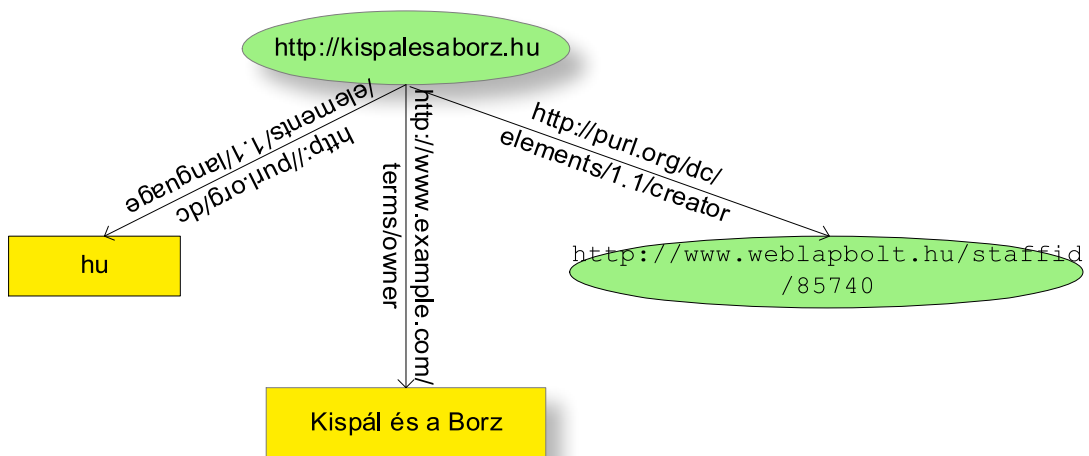 http://kispalesaborz.hu
http://purl.org/dc
/elements/1.1/language
http://www.example.com/
terms/owner
http://purl.org/dc/
elements/1.1/creator
hu
http://www.weblapbolt.hu/staffid
/85740
Kispál és a Borz